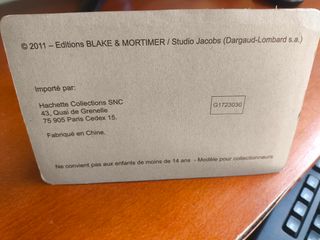 © 2011 – Editions BLAKE & MORTIMER / Studio Jacobs (Dargaud-Lombard s.a.)
Importé par:
Hachette Collections SNC
43, Quai de Grenelle
75 905 Paris Cedex 15.
G1723030
Fabriqué en Chine.
Ne convient pas aux enfants de moins de 14 ans - Modèle pour collectionneurs